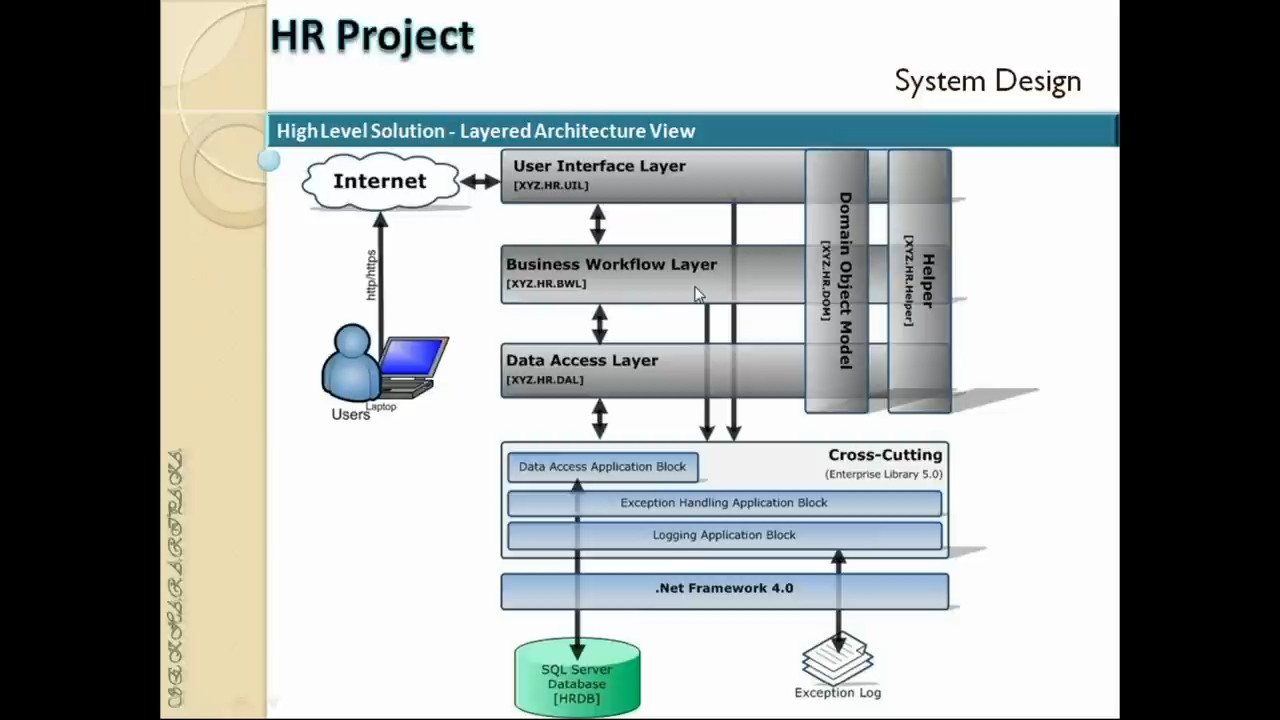 HR Project
System Design
High Level Solution - Layered Architecture View
Internet
http/https
Users
Laptop
User Interface Layer
[XYZ.HR.UIL]
Business Workflow Layer
[XYZ.HR.BWL]
Data Access Layer
[XYZ.HR.DAL]
Domain Object Model
[XYZ.HR.DOM]
Helper
[XYZ.HR.Helper]
Cross-Cutting
(Enterprise Library 5.0)
Data Access Application Block
Exception Handling Application Block
Logging Application Block
.Net Framework 4.0
SQL Server
Database
[HRDB]
Exception Log